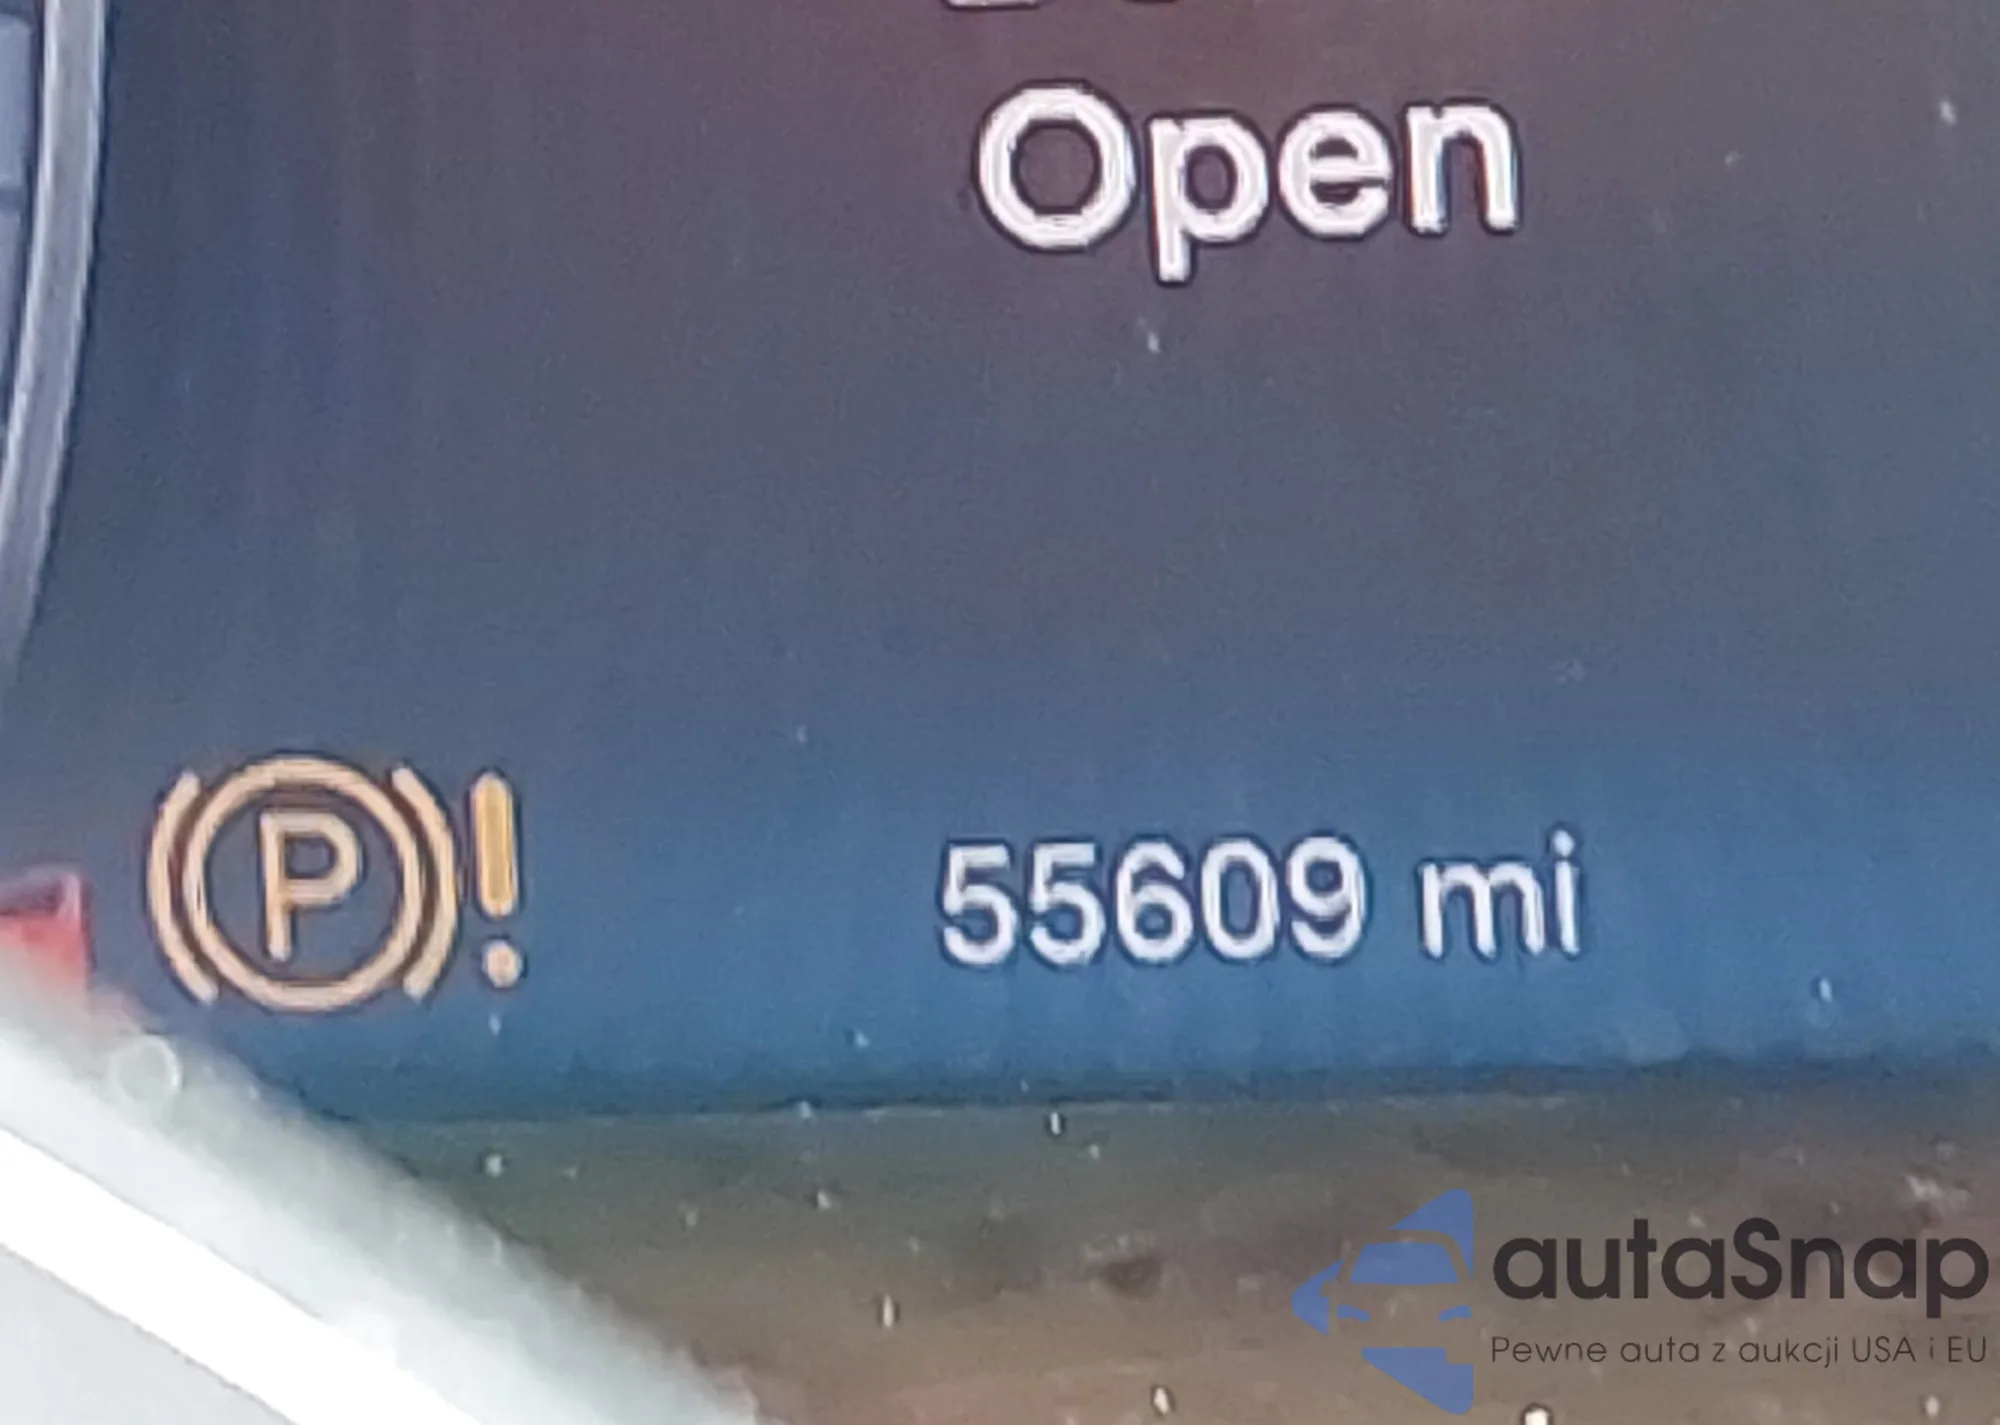 Open
(P)!
55609 mi
autaSnap
Pewne auta z aukcji USA i EU